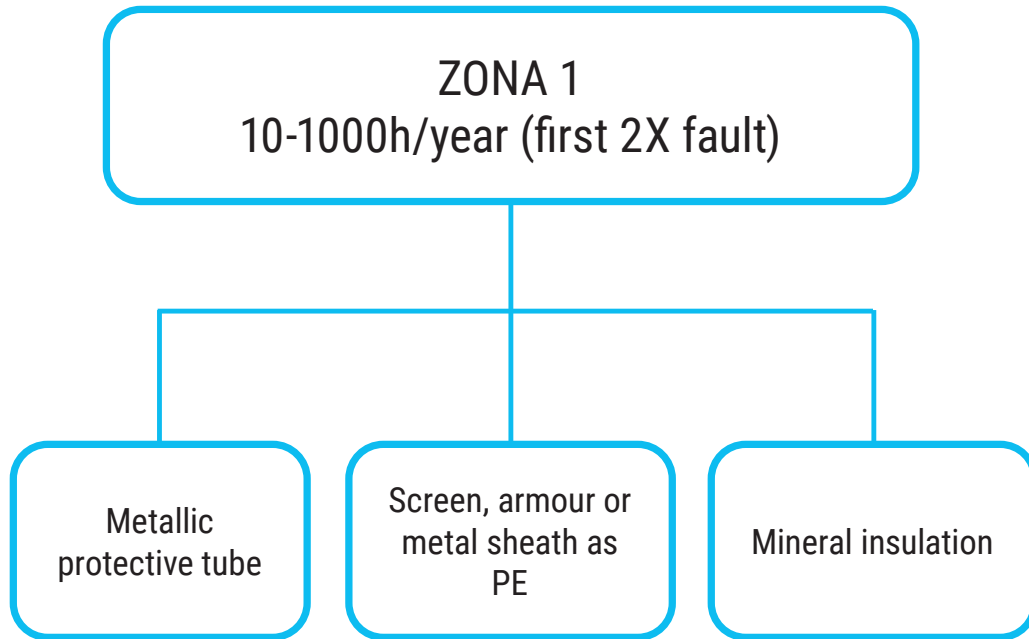 ZONA 1
10-1000h/year (first 2X fault)
Metallic
protective tube
Screen, armour or
metal sheath as
PE
Mineral insulation